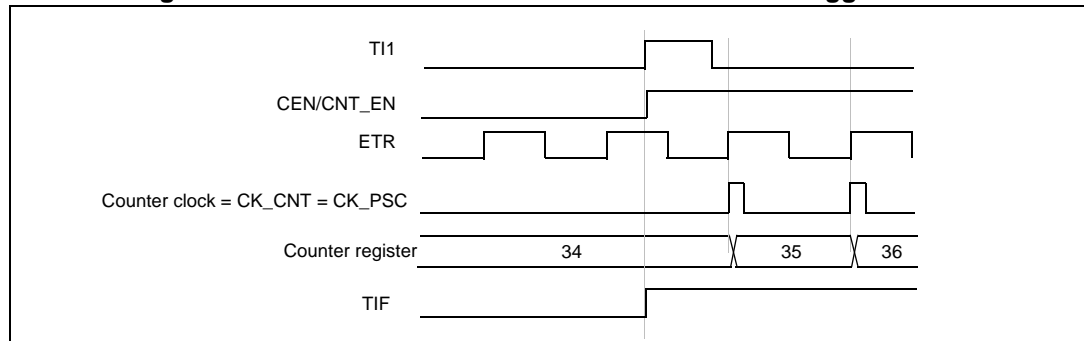 TI1
CEN/CNT_EN
ETR
Counter clock = CK_CNT = CK_PSC
Counter register 34 35 36
TIF